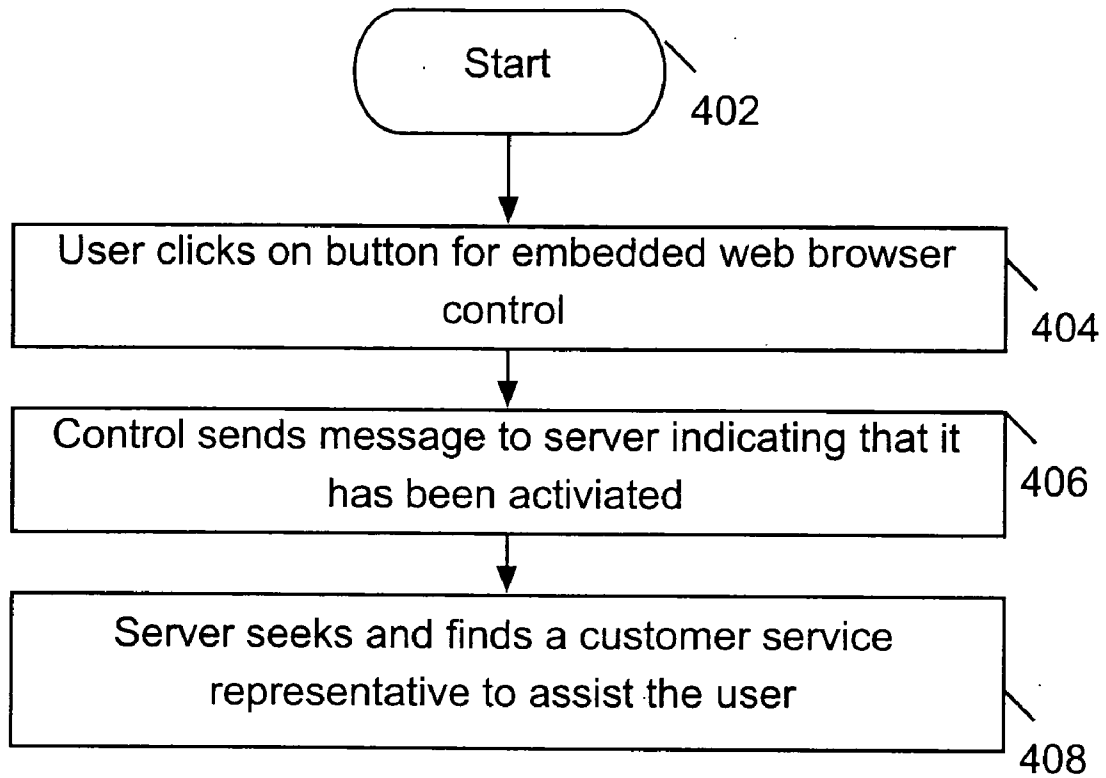 Start
402
User clicks on button for embedded web browser
control
404
Control sends message to server indicating that it
has been activiated
406
Server seeks and finds a customer service
representative to assist the user
408